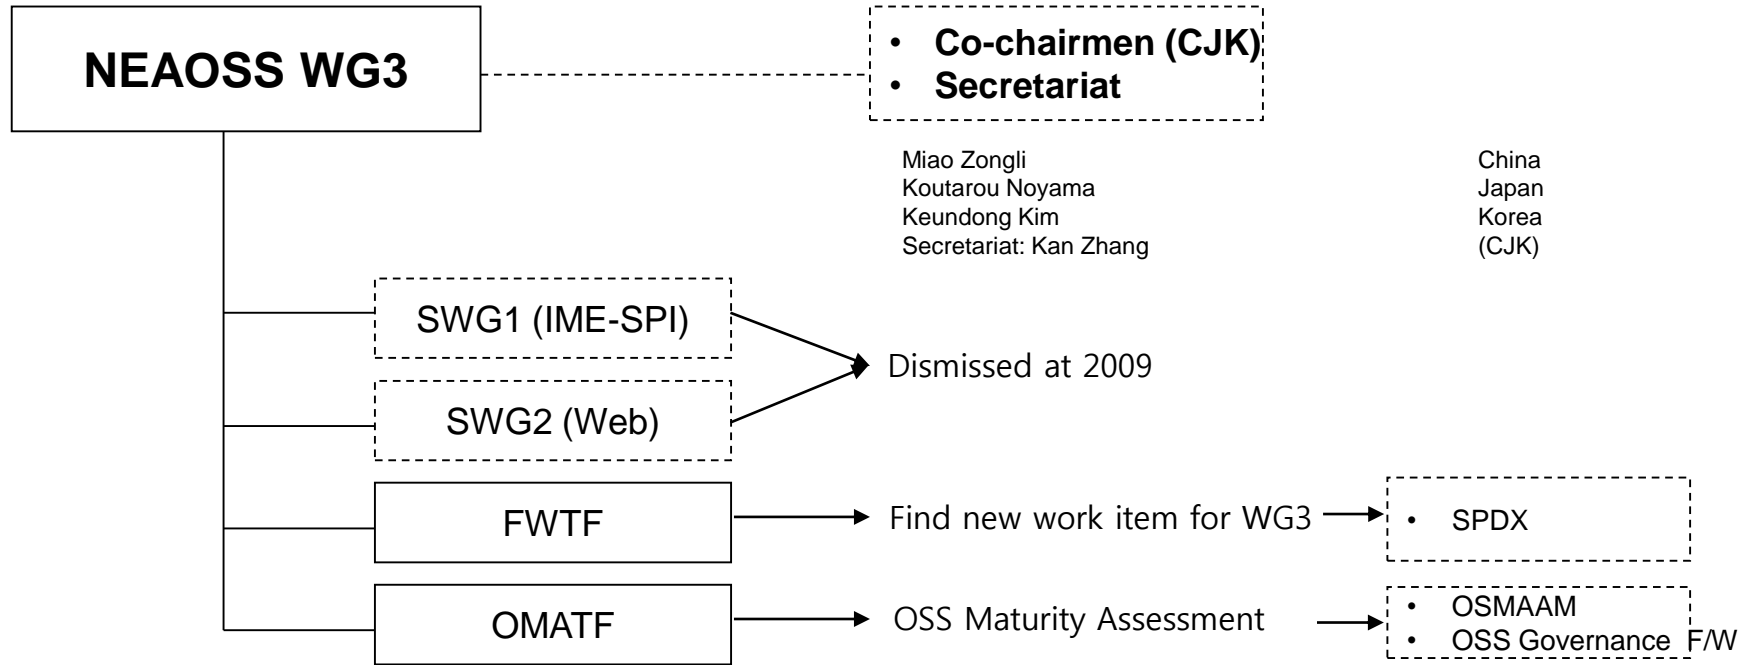 NEAOSS WG3
• Co-chairmen (CJK)
• Secretariat
Miao Zongli China
Koutarou Noyama Japan
Keundong Kim Korea
Secretariat: Kan Zhang (CJK)
SWG1 (IME-SPI)
Dismissed at 2009
SWG2 (Web)
FWTF
Find new work item for WG3
• SPDX
OMATF
OSS Maturity Assessment
• OSMAAM
• OSS Governance F/W